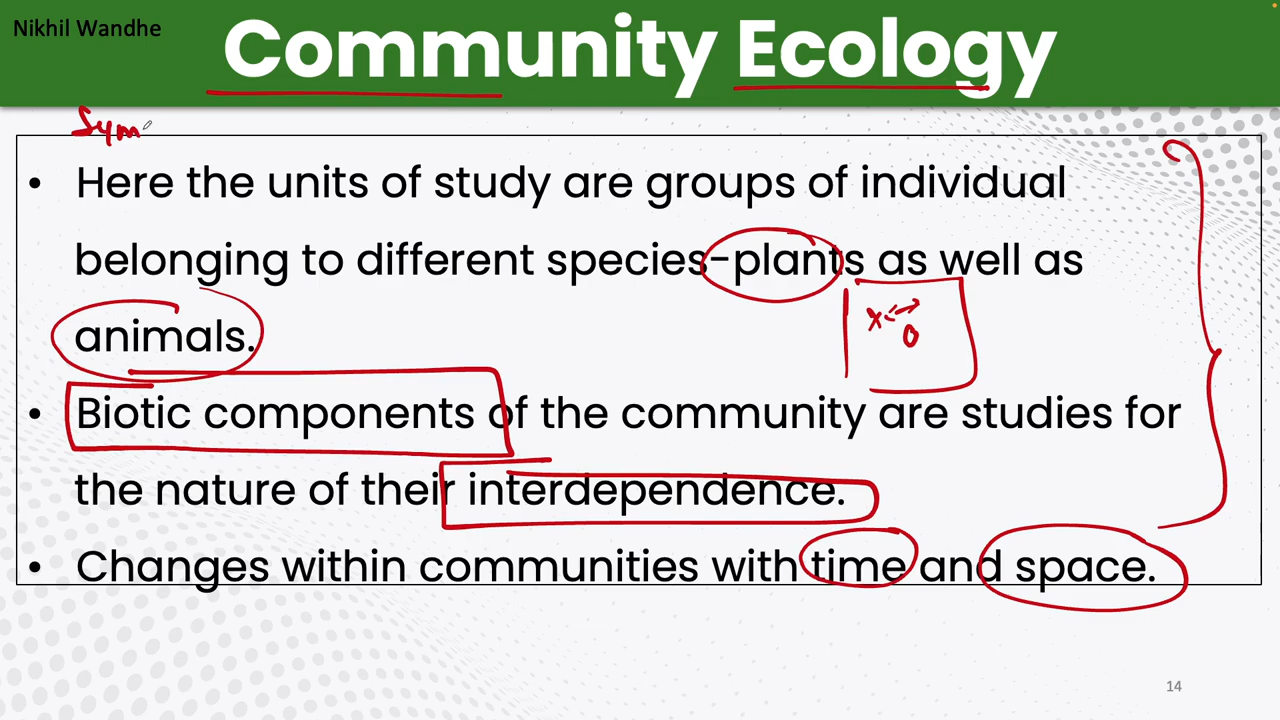 Nikhil Wandhe
Community Ecology
Sym
• Here the units of study are groups of individual
belonging to different species-plants as well as
animals.
x O
• Biotic components of the community are studies for
the nature of their interdependence.
• Changes within communities with time and space.
14